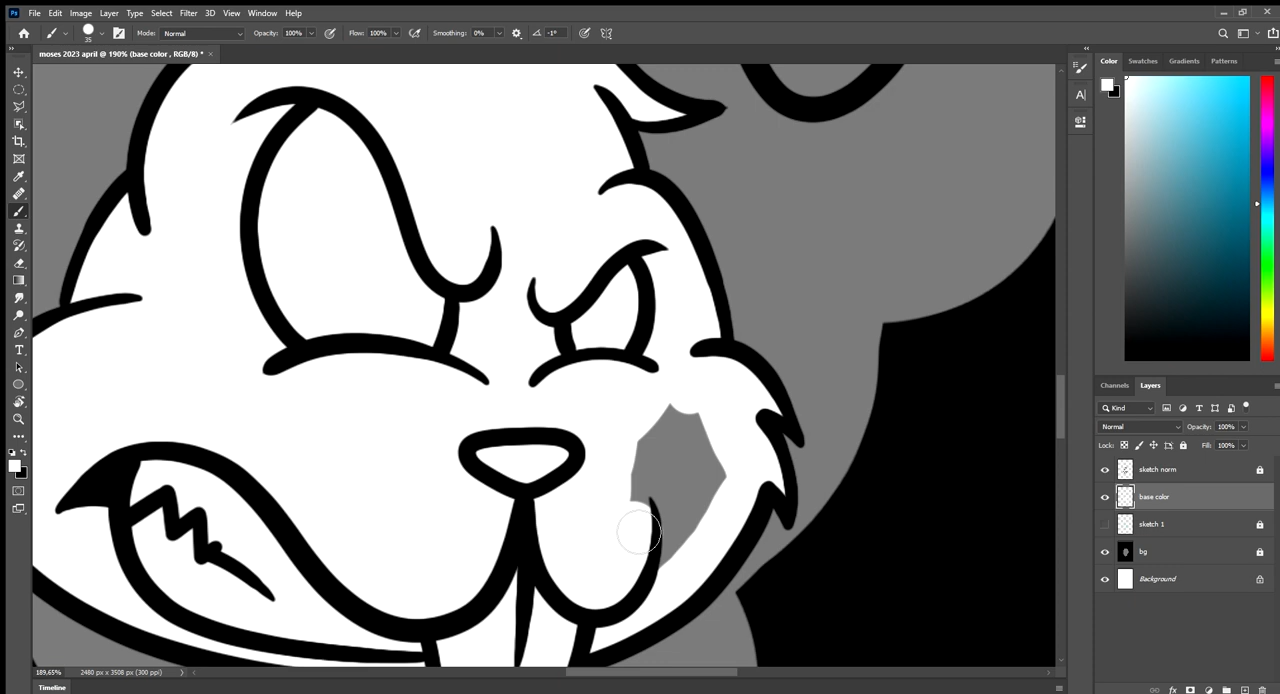 Ps File Edit Image Layer Type Select Filter 3D View Window Help
35 Mode: Normal Opacity: 100% Flow: 100% Smoothing: 0% -1°
moses 2023 april @ 190% (base color , RGB/8) * ×
Color Swatches Gradients Patterns
Channels Layers
Kind
Normal Opacity: 100%
Lock: Fill: 100%
sketch norm
base color
sketch 1
bg
Background
189.65% 2480 px x 3508 px (300 ppi)
Timeline